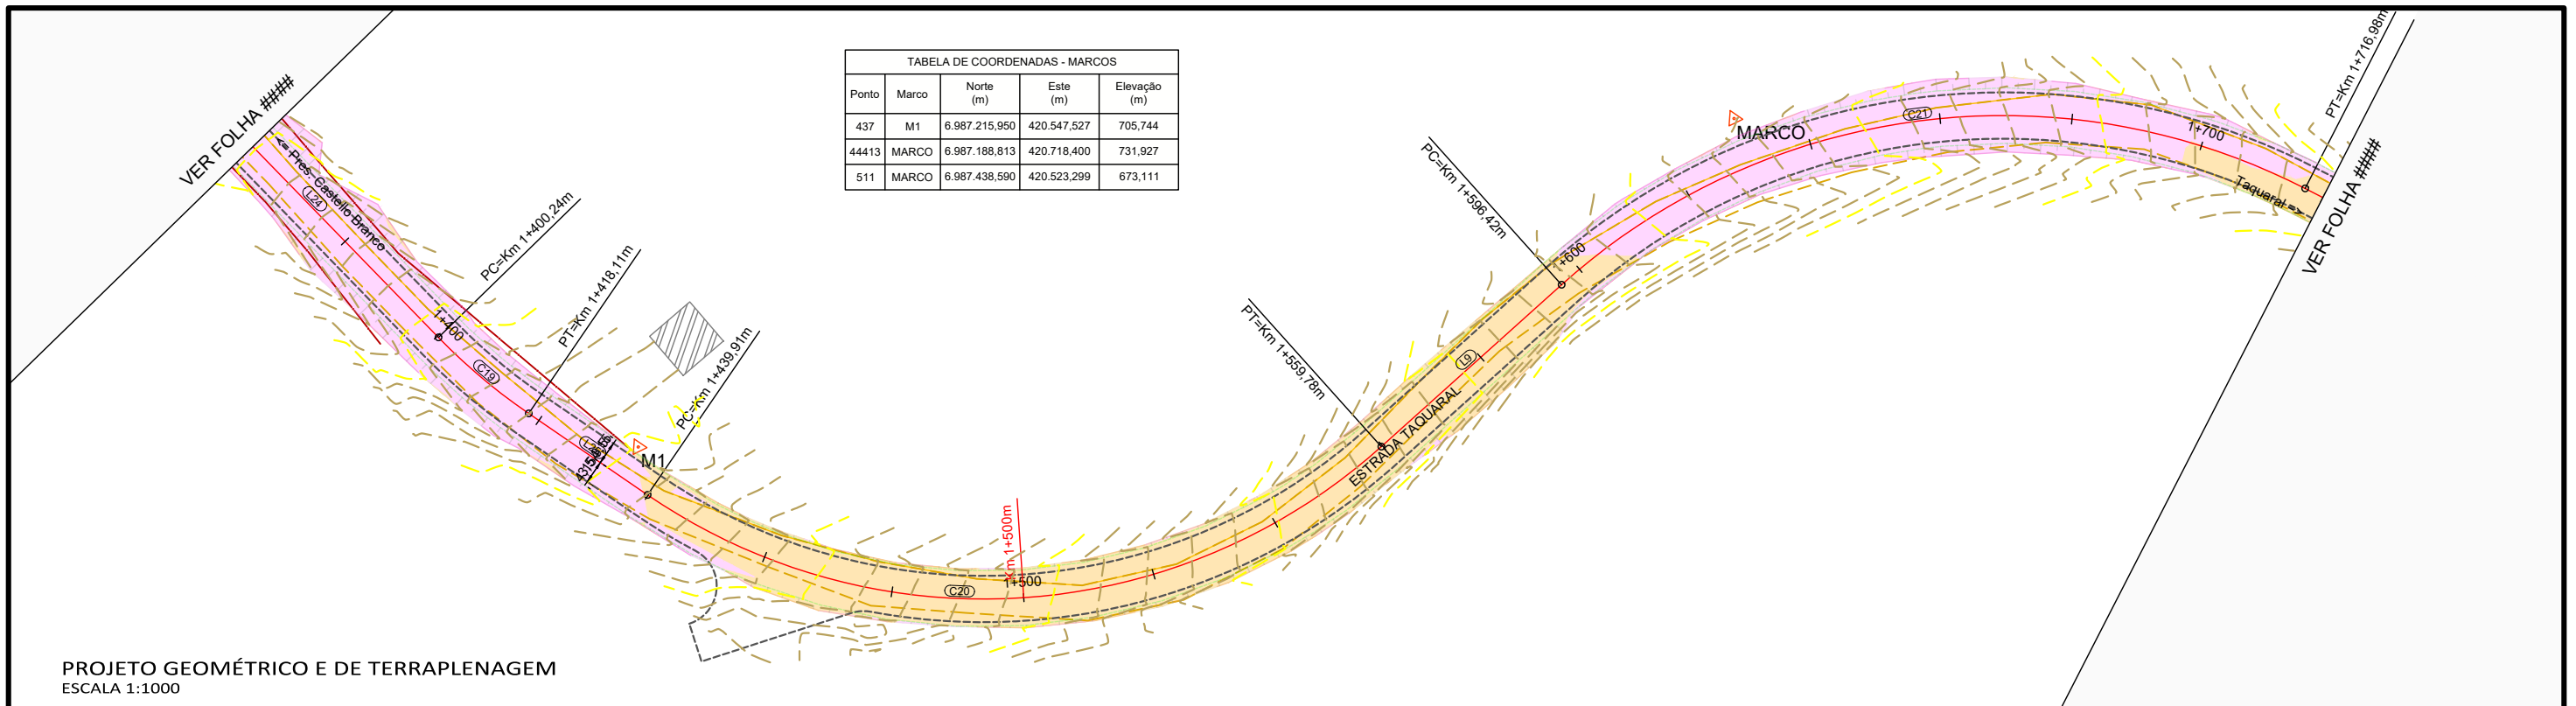 TABELA DE COORDENADAS - MARCOS
Ponto Marco Norte (m) Este (m) Elevação (m)
437 M1 6.987.215,950 420.547,527 705,744
44413 MARCO 6.987.188,813 420.718,400 731,927
511 MARCO 6.987.438,590 420.523,299 673,111
VER FOLHA ####
<= Pres. Castello Branco
L24
1+400
PC=Km 1+400,24m
C19
PT=Km 1+418,11m
PC=Km 1+439,91m
M1
Km 1+500m
1+500
C20
PT=Km 1+559,78m
ESTRADA TAQUARAL
L9
PC=Km 1+596,42m
1+600
MARCO
C21
1+700
PT=Km 1+716,98m
Taquaral =>
VER FOLHA ####
PROJETO GEOMÉTRICO E DE TERRAPLENAGEM
ESCALA 1:1000